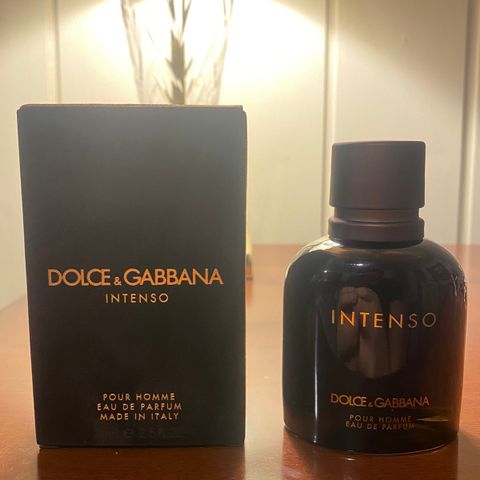 DOLCE & GABBANA
INTENSO
POUR HOMME
EAU DE PARFUM
MADE IN ITALY
INTENSO
DOLCE & GABBANA
POUR HOMME
EAU DE PARFUM